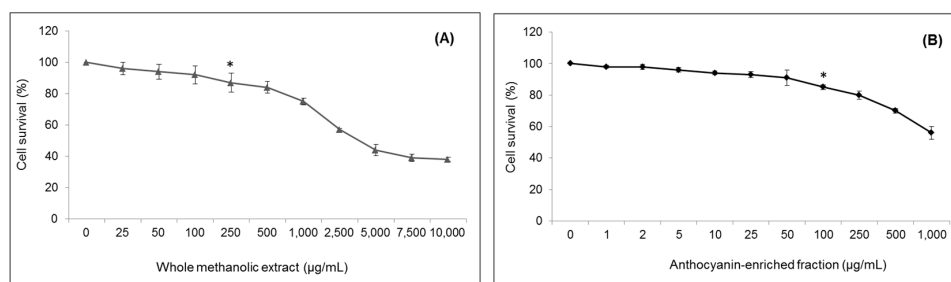 (A)
120
100
80
60
40
20
0
Cell survival (%)
*
0 25 50 100 250 500 1,000 2,500 5,000 7,500 10,000
Whole methanolic extract (µg/mL)
(B)
120
100
80
60
40
20
0
Cell survival (%)
*
0 1 2 5 10 25 50 100 250 500 1,000
Anthocyanin-enriched fraction (µg/mL)